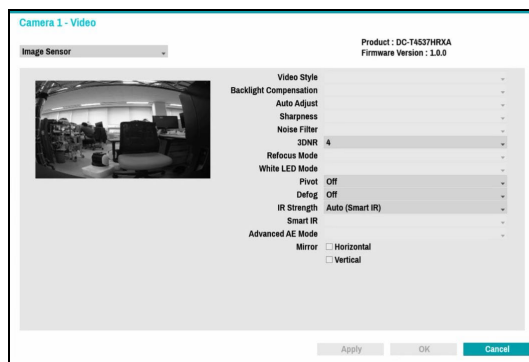 Camera 1 - Video
Image Sensor
Product : DC-T4537HRXA
Firmware Version : 1.0.0
Video Style
Backlight Compensation
Auto Adjust
Sharpness
Noise Filter
3DNR 4
Refocus Mode
White LED Mode
Pivot Off
Defog Off
IR Strength Auto (Smart IR)
Smart IR
Advanced AE Mode
Mirror Horizontal
Vertical
Apply OK Cancel